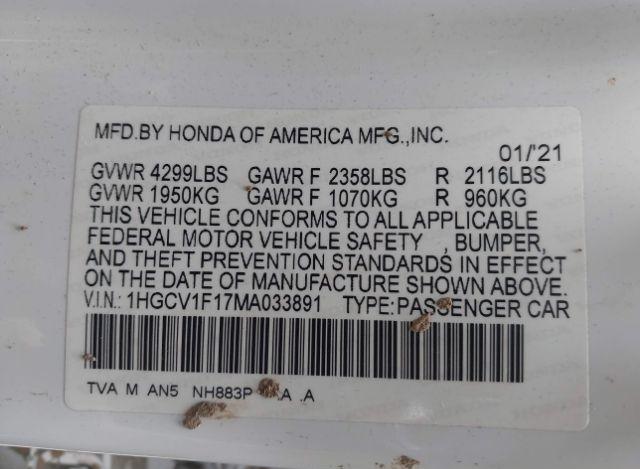 MFD.BY HONDA OF AMERICA MFG.,INC.
01/'21
GVWR 4299LBS GAWR F 2358LBS R 2116LBS
GVWR 1950KG GAWR F 1070KG R 960KG
THIS VEHICLE CONFORMS TO ALL APPLICABLE
FEDERAL MOTOR VEHICLE SAFETY , BUMPER,
AND THEFT PREVENTION STANDARDS IN EFFECT
ON THE DATE OF MANUFACTURE SHOWN ABOVE.
V.I.N.: 1HGCV1F17MA033891 TYPE:PASSENGER CAR
TVA M AN5 NH883P .A